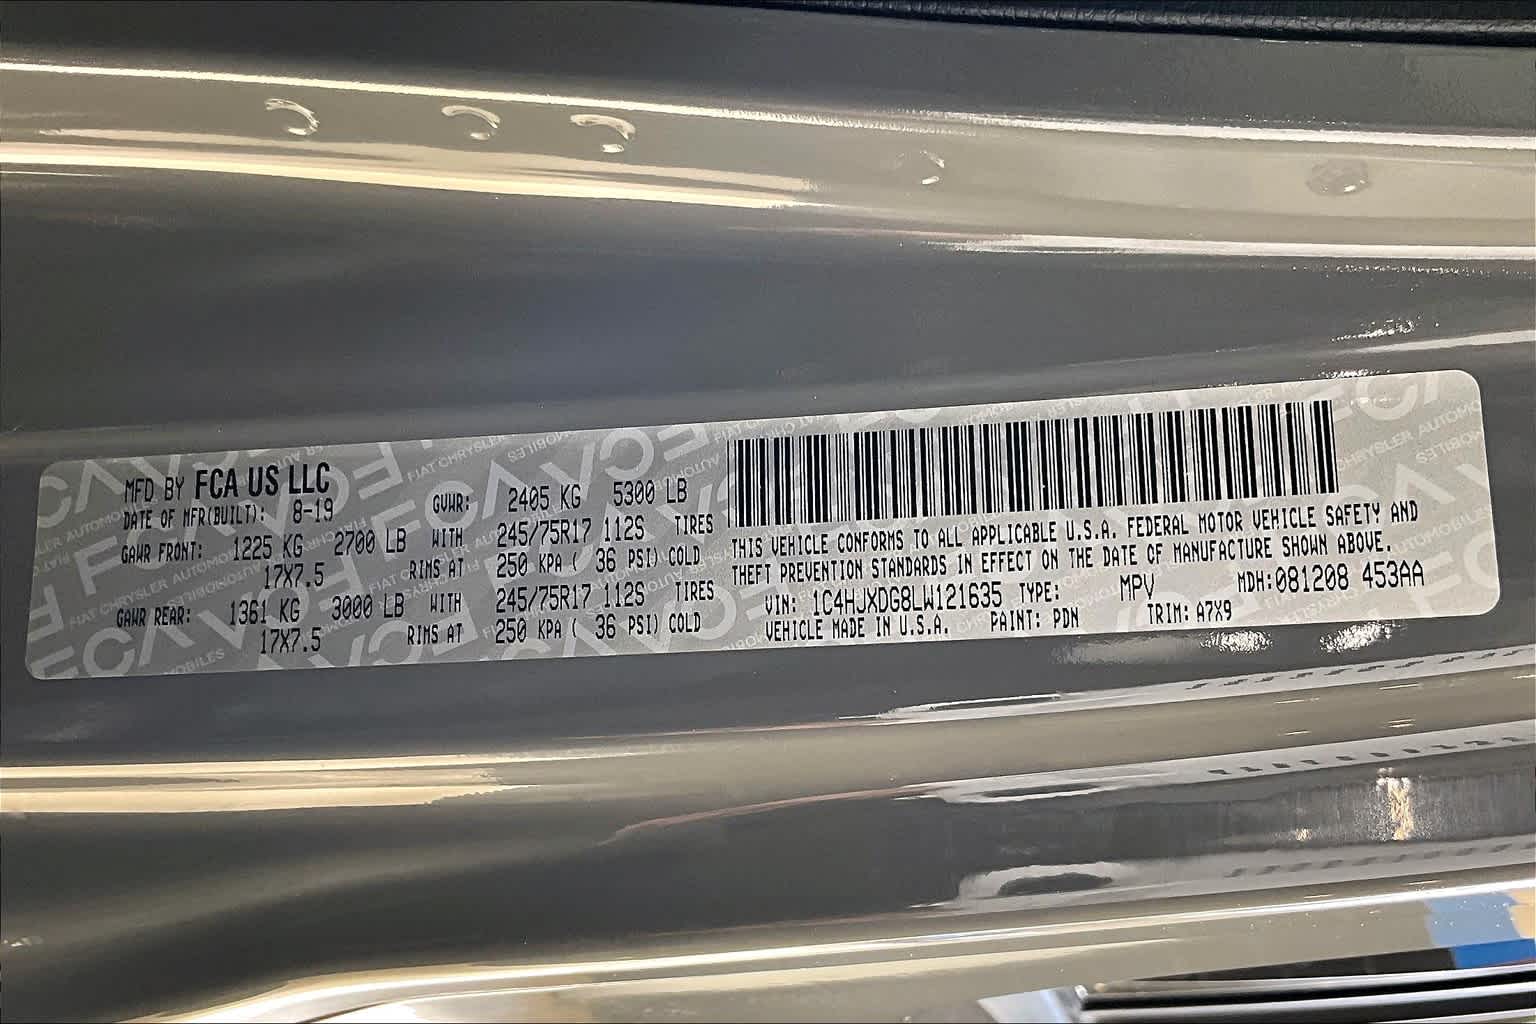 MFD BY FCA US LLC
DATE OF MFR(BUILT): 8-19
GVWR: 2405 KG 5300 LB
GAWR FRONT: 1225 KG 2700 LB WITH 245/75R17 112S TIRES
17X7.5 RIMS AT 250 KPA ( 36 PSI) COLD
GAWR REAR: 1361 KG 3000 LB WITH 245/75R17 112S TIRES
17X7.5 RIMS AT 250 KPA ( 36 PSI) COLD
THIS VEHICLE CONFORMS TO ALL APPLICABLE U.S.A. FEDERAL MOTOR VEHICLE SAFETY AND
THEFT PREVENTION STANDARDS IN EFFECT ON THE DATE OF MANUFACTURE SHOWN ABOVE.
VIN: 1C4HJXDG8LW121635 TYPE: MPV MDH:081208 453AA
VEHICLE MADE IN U.S.A. PAINT: PDN TRIM: A7X9